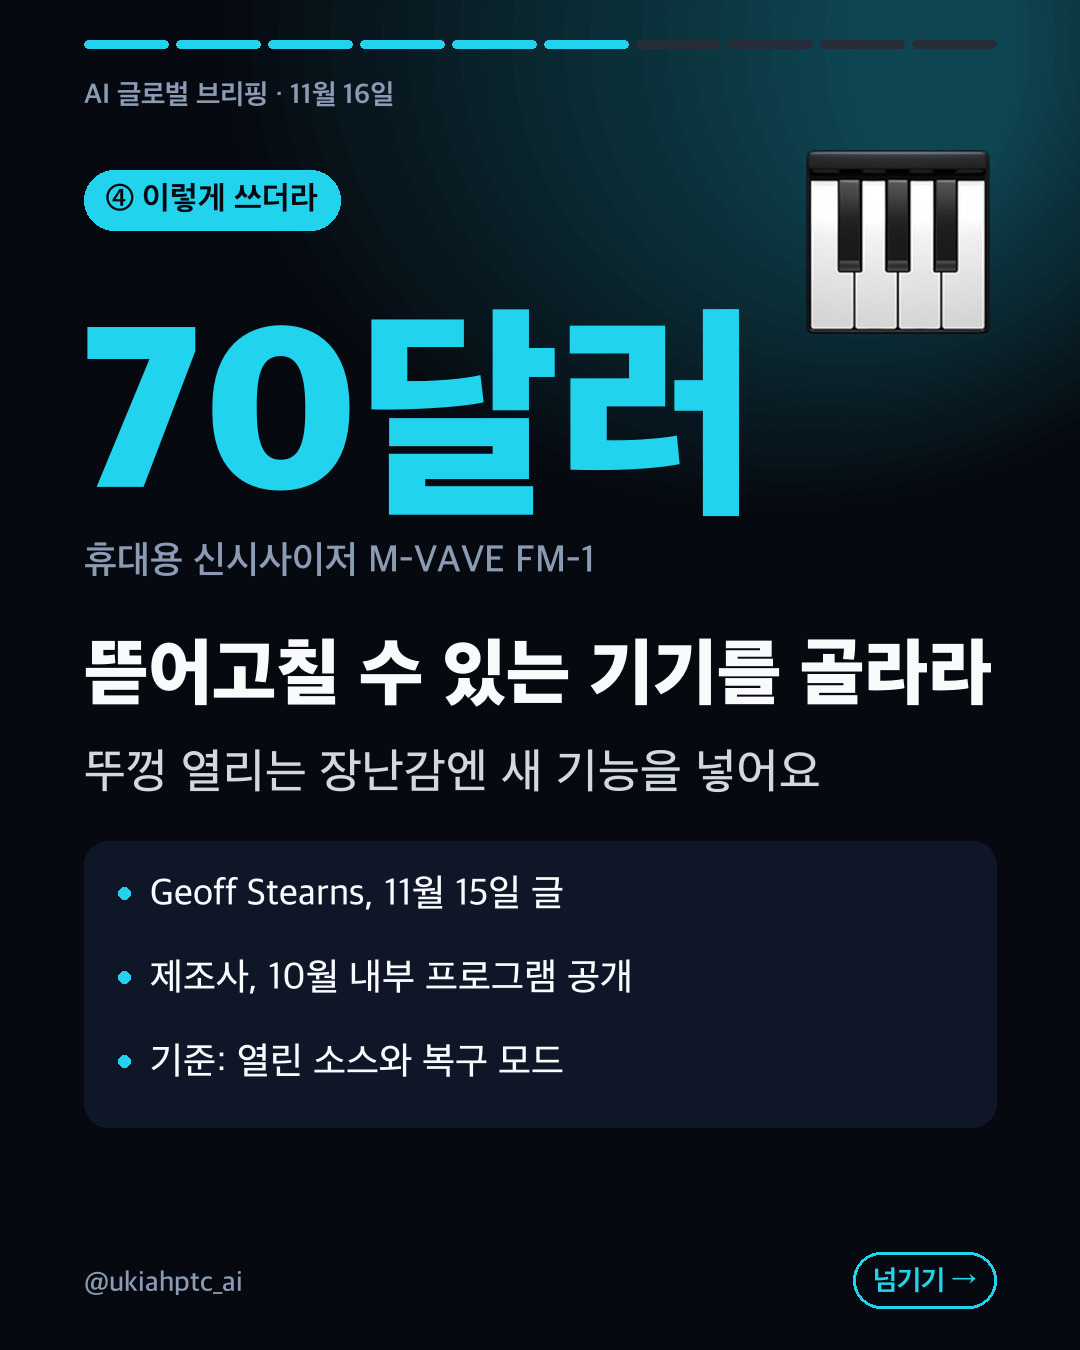 AI 글로벌 브리핑 · 11월 16일
④ 이렇게 쓰더라
70달러
휴대용 신시사이저 M-VAVE FM-1
뜯어고칠 수 있는 기기를 골라라
뚜껑 열리는 장난감엔 새 기능을 넣어요
Geoff Stearns, 11월 15일 글
제조사, 10월 내부 프로그램 공개
기준: 열린 소스와 복구 모드
@ukiahptc_ai
넘기기 →